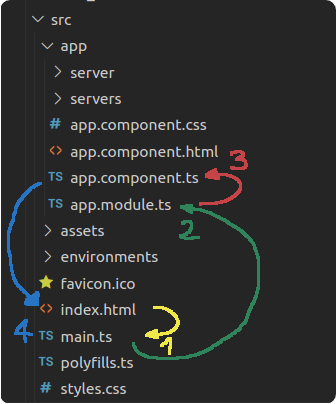 src
app
server
servers
# app.component.css
<> app.component.html
3
TS app.component.ts
TS app.module.ts
2
assets
environments
favicon.ico
<> index.html
4 TS main.ts 1
polyfills.ts
TS
# styles.css